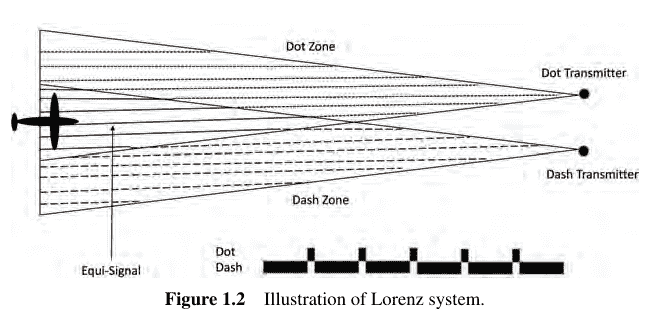 Dot Zone
Dot Transmitter
Dash Transmitter
Dash Zone
Equi-Signal
Dot
Dash
Figure 1.2 Illustration of Lorenz system.